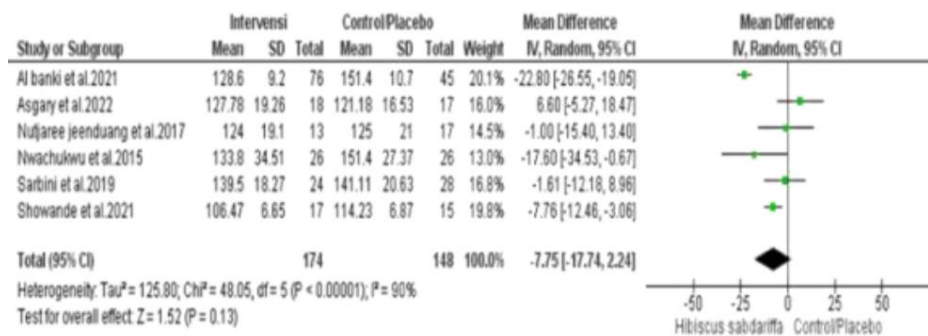 Intervensi Control/Placebo Mean Difference Mean Difference
Study or Subgroup Mean SD Total Mean SD Total Weight IV, Random, 95% CI IV, Random, 95% CI
Al banki et al.2021 128.6 9.2 76 151.4 10.7 45 20.1% -22.80 [-26.55, -19.05]
Asgary et.2022 127.78 19.26 18 121.18 16.53 17 16.0% 6.60 [-5.27, 18.47]
Nutjaree jeenduang et.2017 124 19.1 13 125 21 17 14.5% -1.00 [-15.40, 13.40]
Nwachukwu et.2015 133.8 34.51 26 151.4 27.37 26 13.0% -17.60 [-34.53, -0.67]
Sarbini et.2019 139.5 18.27 24 141.11 20.63 28 16.8% -1.61 [-12.18, 8.96]
Showande et.2021 106.47 6.65 17 114.23 6.87 15 19.8% -7.76 [-12.46, -3.06]
Total (95% CI) 174 148 100.0% -7.75 [-17.74, 2.24]
Heterogeneity: Tau² = 125.80; Chi² = 48.05, df = 5 (P < 0.00001); I² = 90%
Test for overall effect: Z = 1.52 (P = 0.13)
-50 -25 0 25 50
Hibiscus sabdariffa Control/Placebo